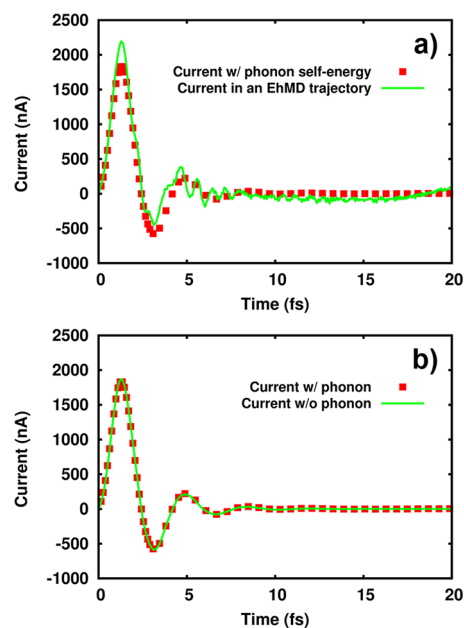 2500
a)
2000
Current w/ phonon self-energy
Current in an EhMD trajectory
1500
1000
500
0
-500
-1000
Current (nA)
0 5 10 15 20
Time (fs)
2500
b)
2000
Current w/ phonon
Current w/o phonon
1500
1000
500
0
-500
-1000
Current (nA)
0 5 10 15 20
Time (fs)